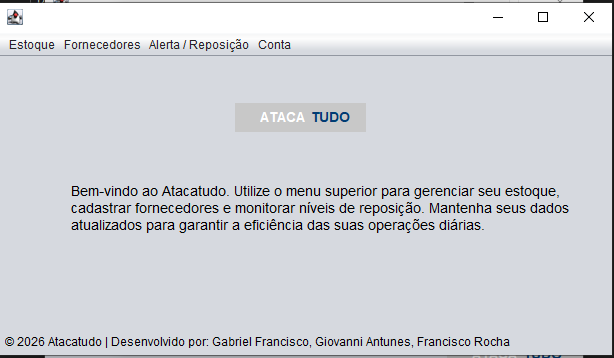 Estoque Fornecedores Alerta / Reposição Conta
ATACA TUDO
Bem-vindo ao Atacatudo. Utilize o menu superior para gerenciar seu estoque,
cadastrar fornecedores e monitorar níveis de reposição. Mantenha seus dados
atualizados para garantir a eficiência das suas operações diárias.
© 2026 Atacatudo | Desenvolvido por: Gabriel Francisco, Giovanni Antunes, Francisco Rocha
ATACA TUDO